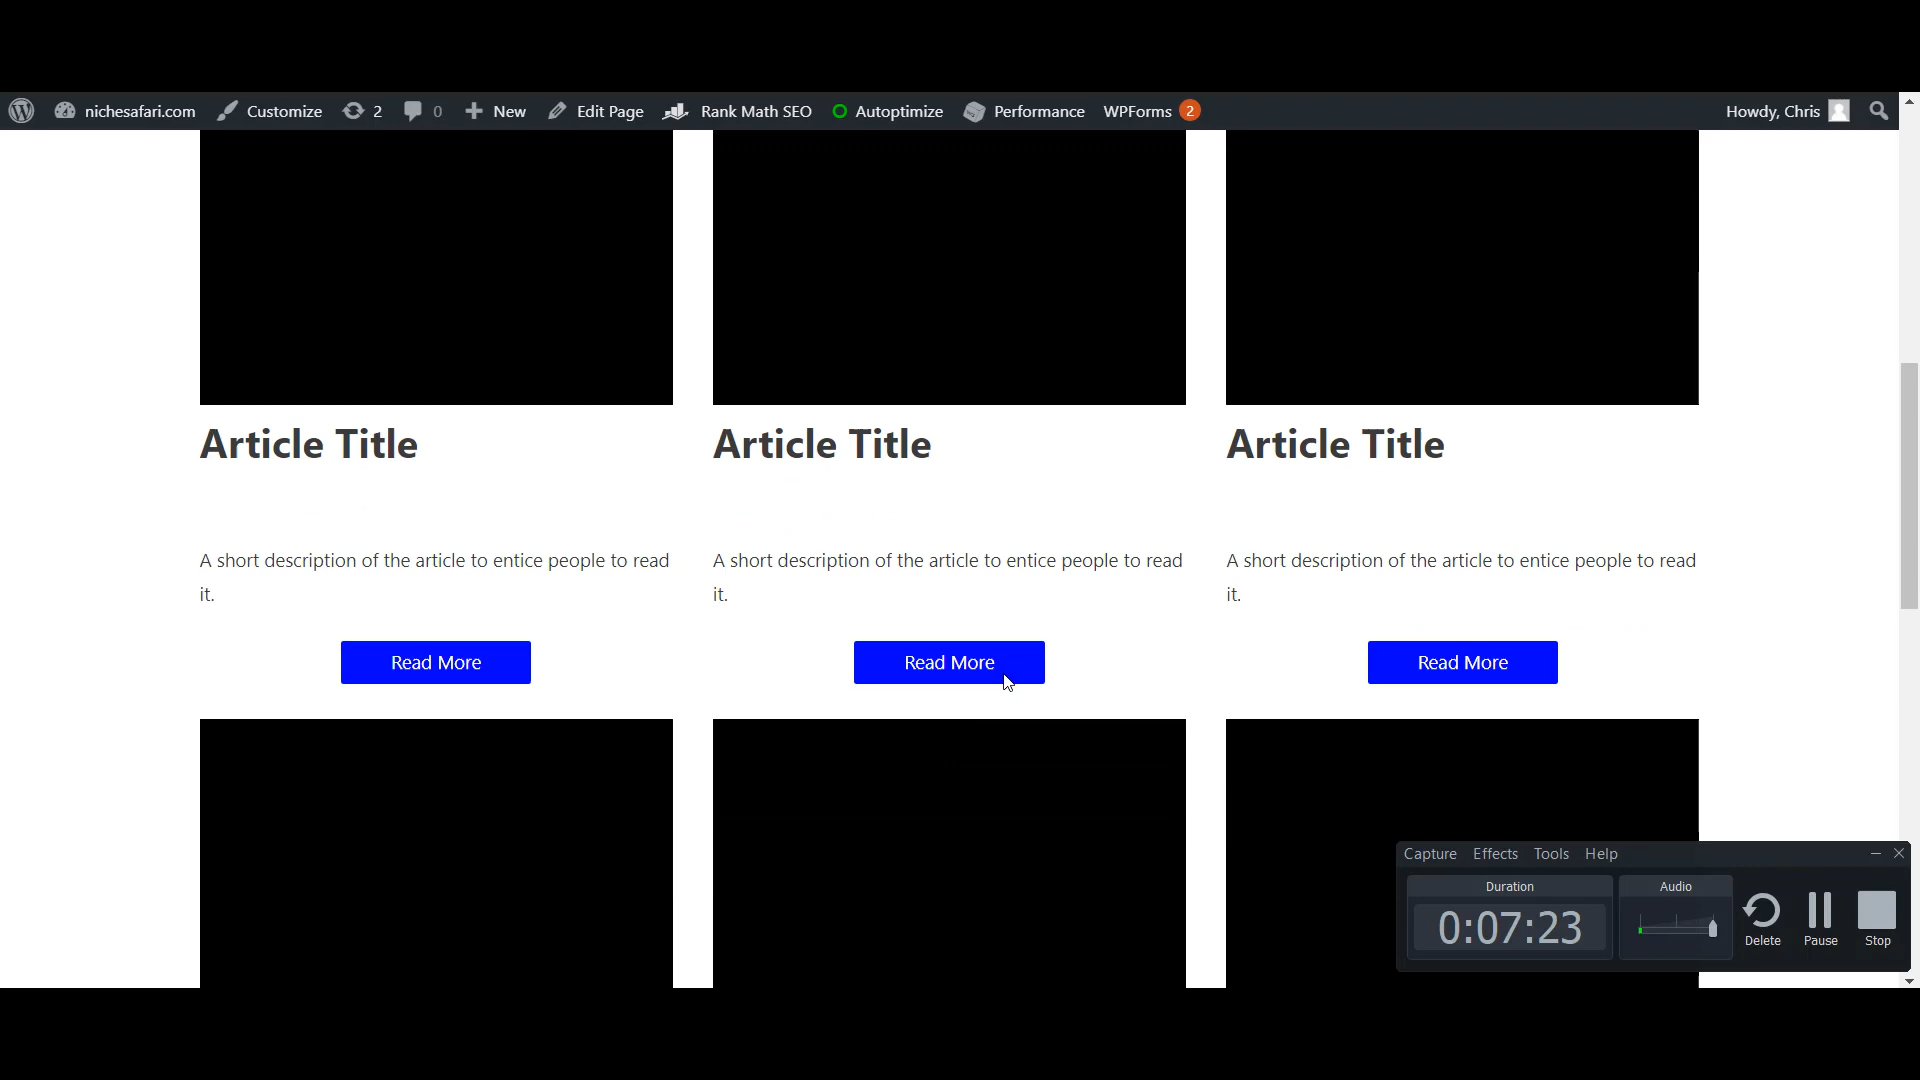 nichesafari.com Customize 2 0 New Edit Page Rank Math SEO Autoptimize Performance WPForms 2 Howdy, Chris
Article Title Article Title Article Title
A short description of the article to entice people to read A short description of the article to entice people to read A short description of the article to entice people to read
it. it. it.
Read More Read More Read More
Capture Effects Tools Help
Duration Audio
0:07:23
Delete Pause Stop